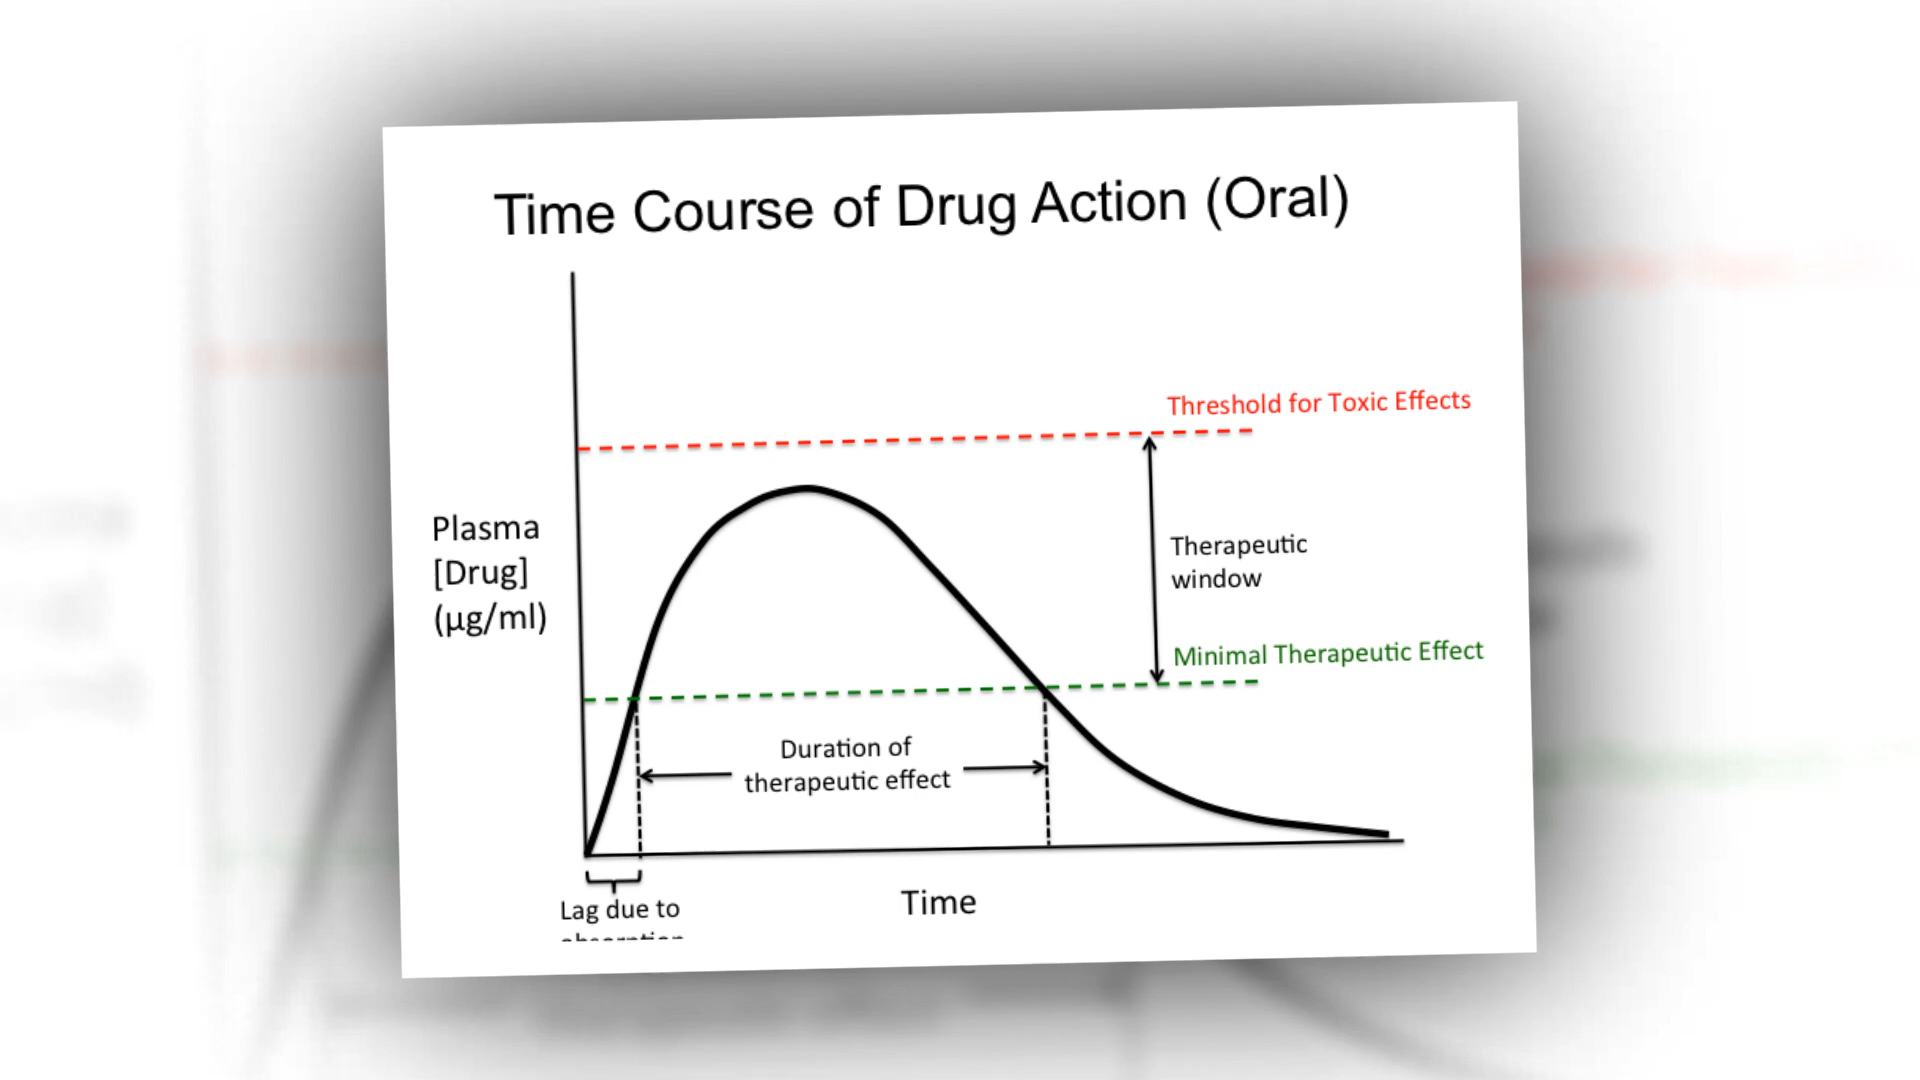 Time Course of Drug Action (Oral)
Threshold for Toxic Effects
Plasma
[Drug]
(μg/ml)
Therapeutic
window
Minimal Therapeutic Effect
Duration of
therapeutic effect
Lag due to
absorption
Time